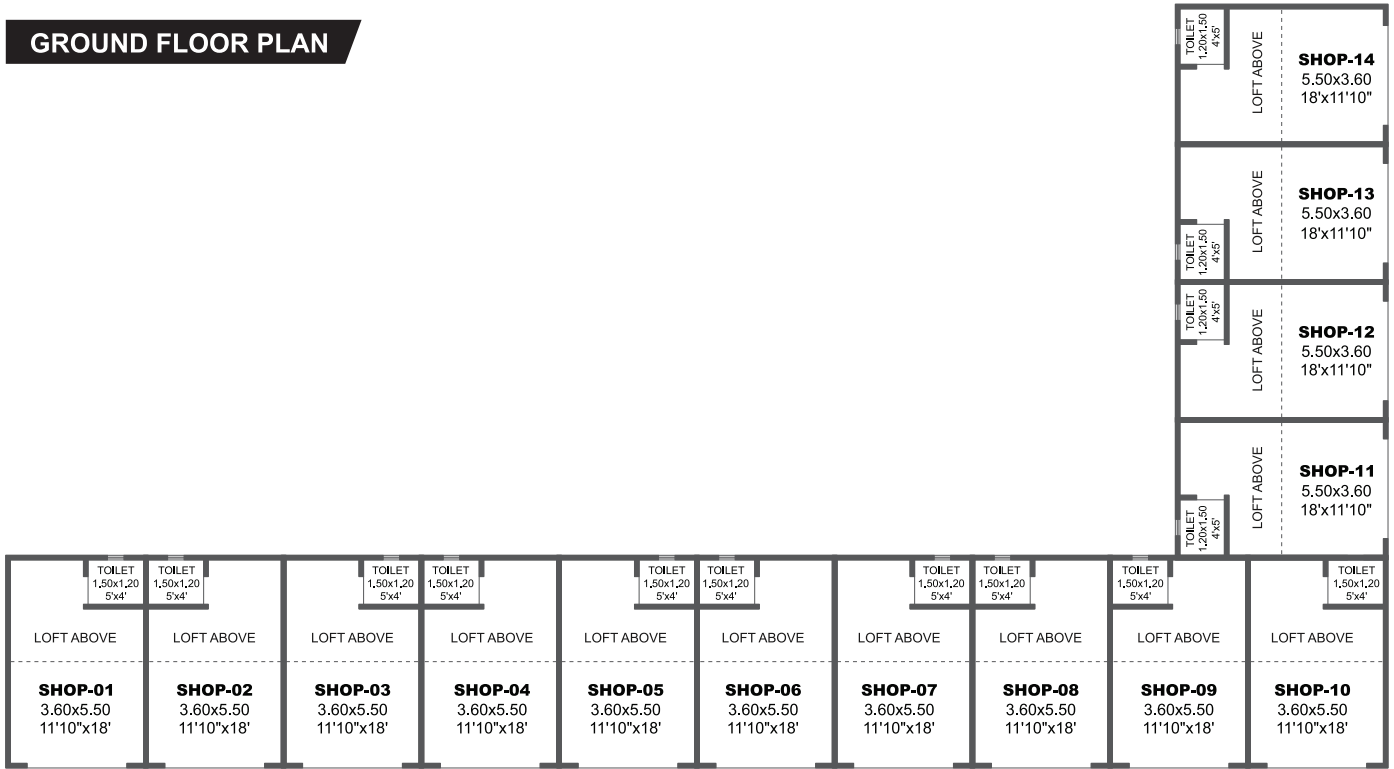 GROUND FLOOR PLAN
TOILET
1.20x1.50
4'x5'
LOFT ABOVE
SHOP-14
5.50x3.60
18'x11'10"
LOFT ABOVE
SHOP-13
5.50x3.60
18'x11'10"
TOILET
1.20x1.50
4'x5'
TOILET
1.20x1.50
4'x5'
LOFT ABOVE
SHOP-12
5.50x3.60
18'x11'10"
LOFT ABOVE
SHOP-11
5.50x3.60
18'x11'10"
TOILET
1.20x1.50
4'x5'
TOILET
1.50x1.20
5'x4'
LOFT ABOVE
SHOP-01
3.60x5.50
11'10"x18'
TOILET
1.50x1.20
5'x4'
LOFT ABOVE
SHOP-02
3.60x5.50
11'10"x18'
TOILET
1.50x1.20
5'x4'
LOFT ABOVE
SHOP-03
3.60x5.50
11'10"x18'
TOILET
1.50x1.20
5'x4'
LOFT ABOVE
SHOP-04
3.60x5.50
11'10"x18'
TOILET
1.50x1.20
5'x4'
LOFT ABOVE
SHOP-05
3.60x5.50
11'10"x18'
TOILET
1.50x1.20
5'x4'
LOFT ABOVE
SHOP-06
3.60x5.50
11'10"x18'
TOILET
1.50x1.20
5'x4'
LOFT ABOVE
SHOP-07
3.60x5.50
11'10"x18'
TOILET
1.50x1.20
5'x4'
LOFT ABOVE
SHOP-08
3.60x5.50
11'10"x18'
TOILET
1.50x1.20
5'x4'
LOFT ABOVE
SHOP-09
3.60x5.50
11'10"x18'
TOILET
1.50x1.20
5'x4'
LOFT ABOVE
SHOP-10
3.60x5.50
11'10"x18'